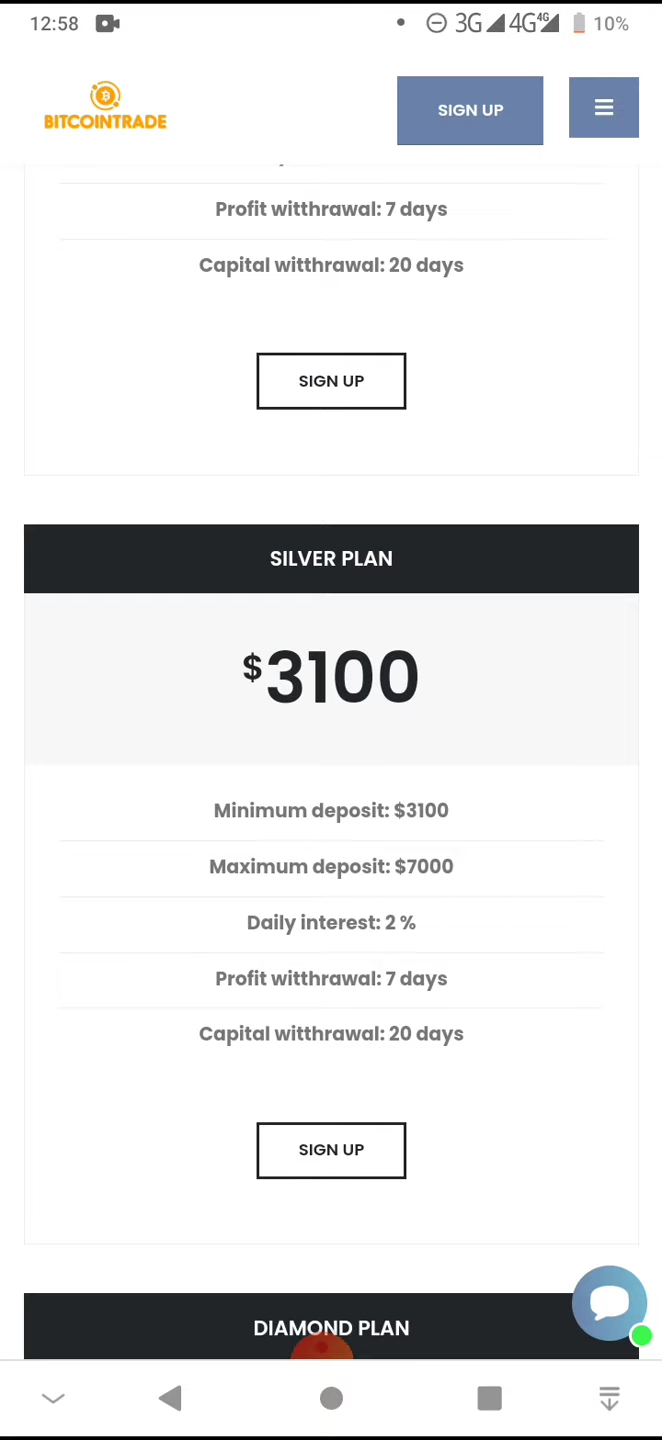 12:58
3G 4G 4G 10%
BITCOINTRADE
SIGN UP
Profit witthrawal: 7 days
Capital witthrawal: 20 days
SIGN UP
SILVER PLAN
$3100
Minimum deposit: $3100
Maximum deposit: $7000
Daily interest: 2 %
Profit witthrawal: 7 days
Capital witthrawal: 20 days
SIGN UP
DIAMOND PLAN